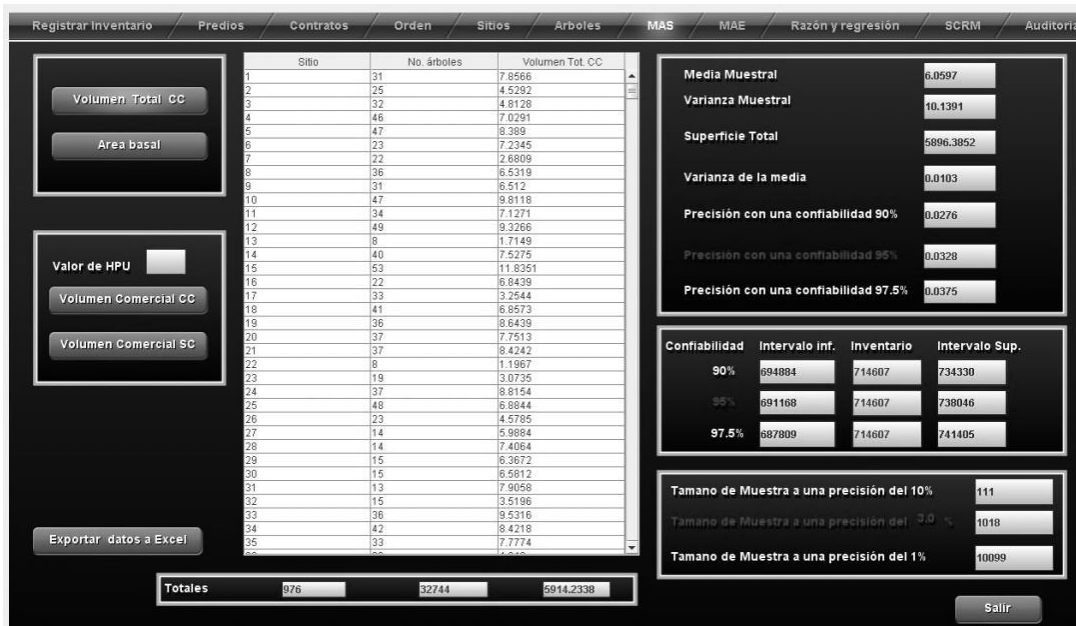 Registrar Inventario Predios Contratos Orden Sitios Arboles MAS MAE Razón y regresión SCRM Auditoria
Volumen Total CC
Area basal
Valor de HPU
Volumen Comercial CC
Volumen Comercial SC
Exportar datos a Excel
Sitio No. árboles Volumen Tot. CC
1 31 7.8566
2 25 4.5292
3 32 4.8128
4 46 7.0291
5 47 8.389
6 23 7.2345
7 22 2.6809
8 36 6.5319
9 31 6.512
10 47 9.8118
11 34 7.1271
12 49 9.3266
13 8 1.7149
14 40 7.5275
15 53 11.8351
16 22 6.8439
17 33 3.2544
18 41 6.8573
19 36 8.6439
20 37 7.7513
21 37 8.4242
22 8 1.1967
23 19 3.0735
24 37 8.8154
25 48 6.8844
26 23 4.5785
27 14 5.9884
28 14 7.4064
29 15 6.3672
30 15 6.5812
31 13 7.9058
32 15 3.5196
33 36 9.5316
34 42 8.4218
35 33 7.7774
Totales 976 32744 5914.2338
Media Muestral 6.0597
Varianza Muestral 10.1391
Superficie Total 5896.3852
Varianza de la media 0.0103
Precisión con una confiabilidad 90% 0.0276
Precisión con una confiabilidad 95% 0.0328
Precisión con una confiabilidad 97.5% 0.0375
Confiabilidad Intervalo inf. Inventario Intervalo Sup.
90% 694884 714607 734330
95% 691168 714607 738046
97.5% 687809 714607 741405
Tamano de Muestra a una precisión del 10% 111
Tamano de Muestra a una precisión del 3.0 % 1018
Tamano de Muestra a una precisión del 1% 10099
Salir